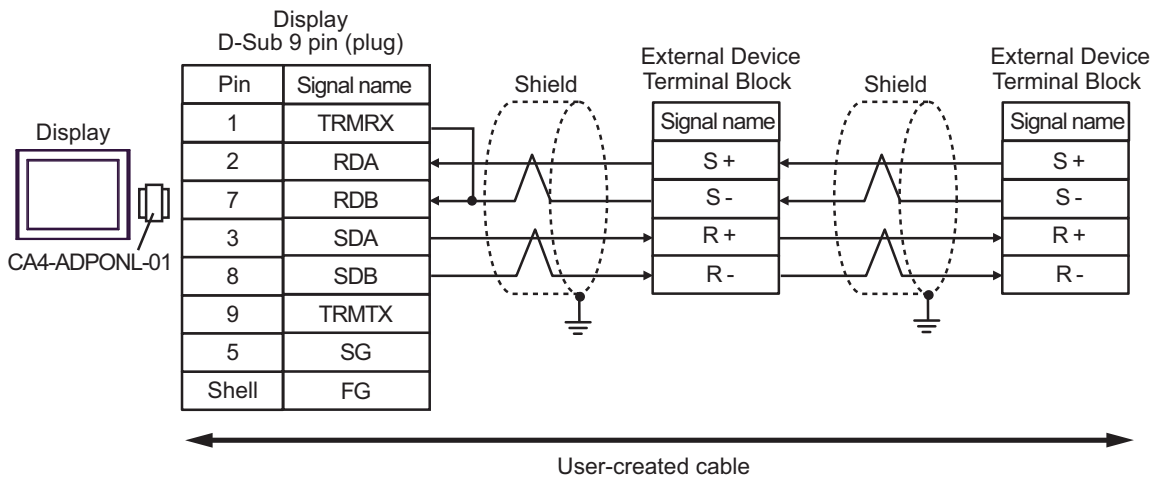 Display
D-Sub 9 pin (plug)
External Device
Terminal Block
External Device
Terminal Block
Pin
Signal name
Shield
Shield
1
TRMRX
Signal name
Signal name
Display
2
RDA
S +
S +
7
RDB
S -
S -
3
SDA
R +
R +
CA4-ADPONL-01
8
SDB
R -
R -
9
TRMTX
5
SG
Shell
FG
User-created cable